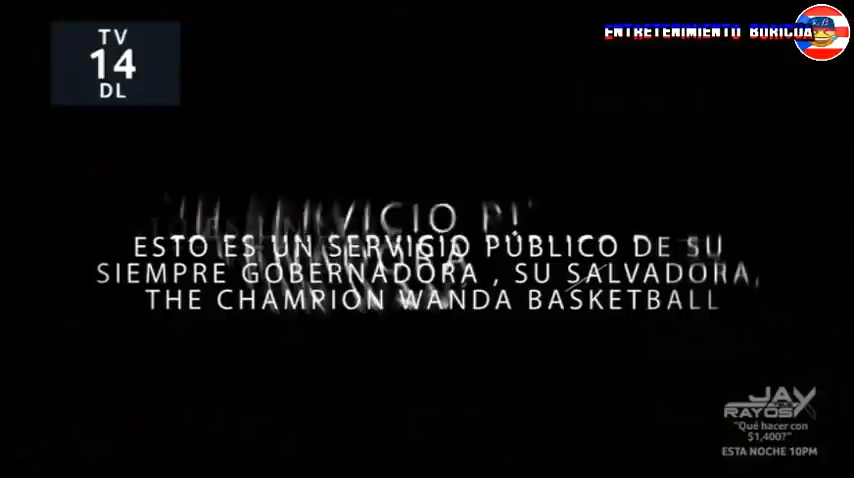 TV
14
DL
ENTRETENIMIENTO BORICUA
VICIO
ESTO ES UN SERVICIO PÚBLICO DE SU
SIEMPRE GOBERNADORA , SU SALVADORA,
THE CHAMPION WANDA BASKETBALL
JAY
RAYOS X
"Qué hacer con
$1,400?"
ESTA NOCHE 10PM